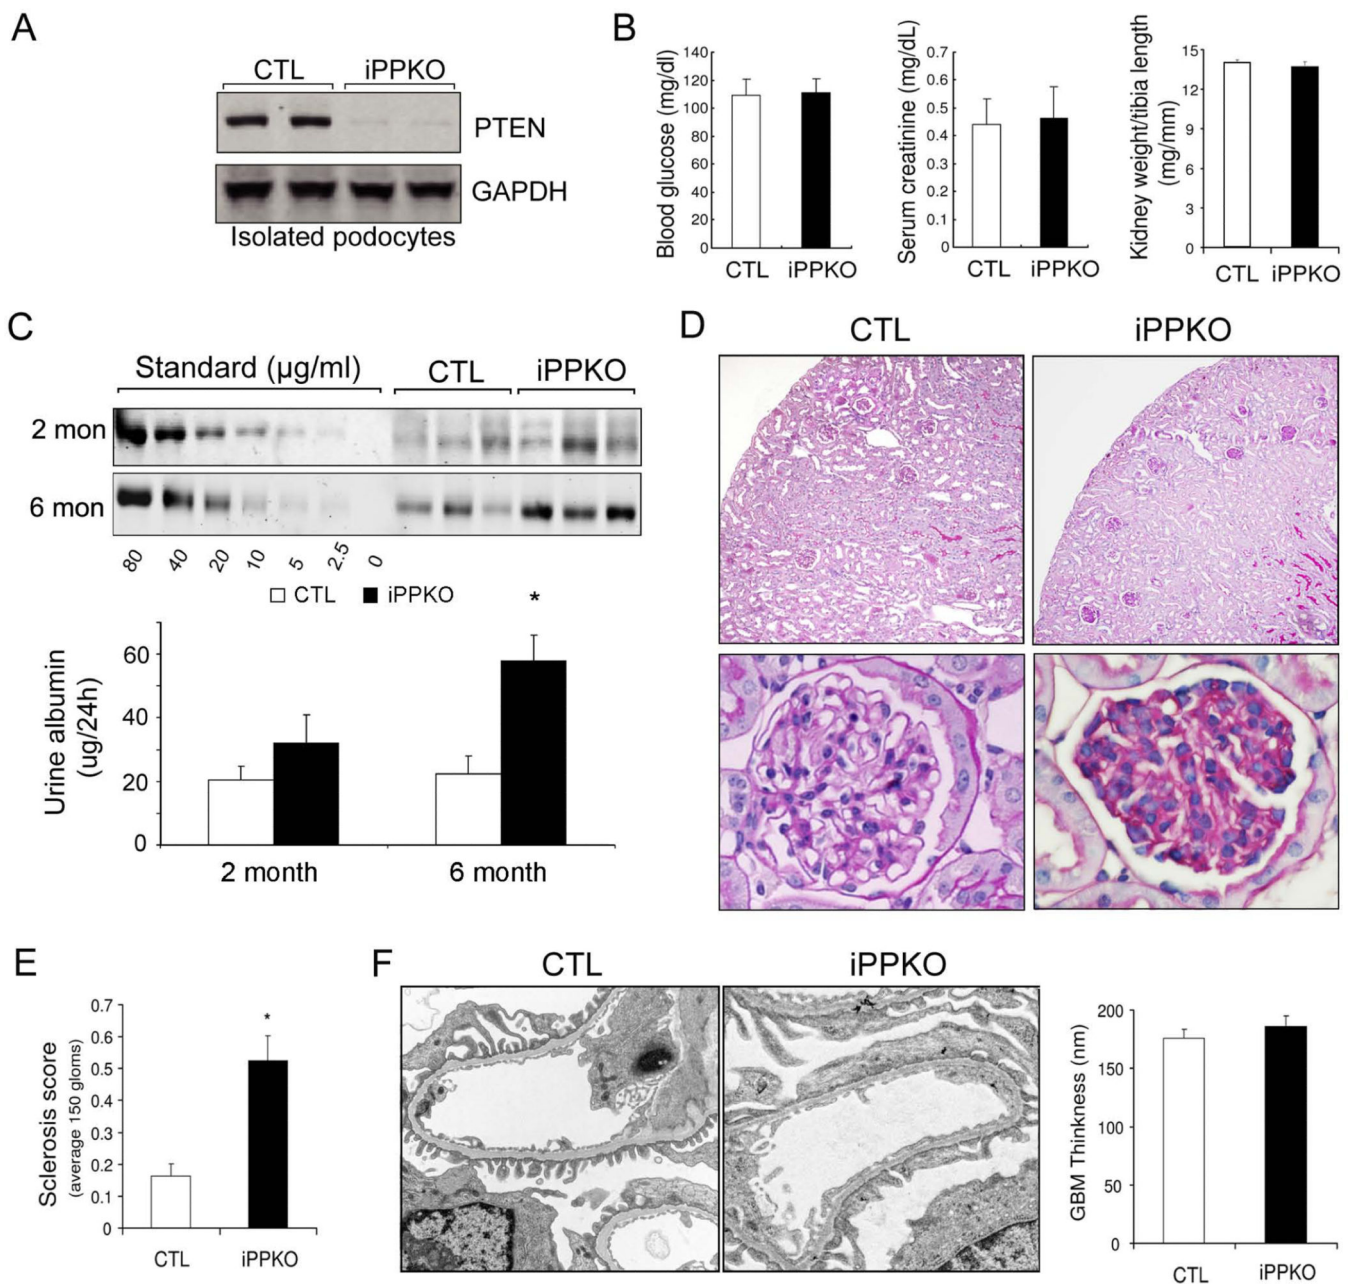 A
CTL iPPKO
PTEN
GAPDH
Isolated podocytes
B
Blood glucose (mg/dl)
140
120
100
80
60
40
20
0
CTL iPPKO
Serum creatinine (mg/dL)
0.7
0.6
0.5
0.4
0.3
0.2
0.1
0
CTL iPPKO
Kidney weight/tibia length
(mg/mm)
15
12
9
6
3
0
CTL iPPKO
C
Standard (µg/ml) CTL iPPKO
2 mon
6 mon
80 40 20 10 5 2.5 0
CTL iPPKO
*
Urine albumin
(ug/24h)
60
40
20
0
2 month 6 month
D
CTL iPPKO
E
Sclerosis score
(average 150 gloms)
0.7
0.6
0.5
0.4
0.3
0.2
0.1
0
*
CTL iPPKO
F
CTL iPPKO
GBM Thinkness (nm)
200
150
100
50
0
CTL iPPKO